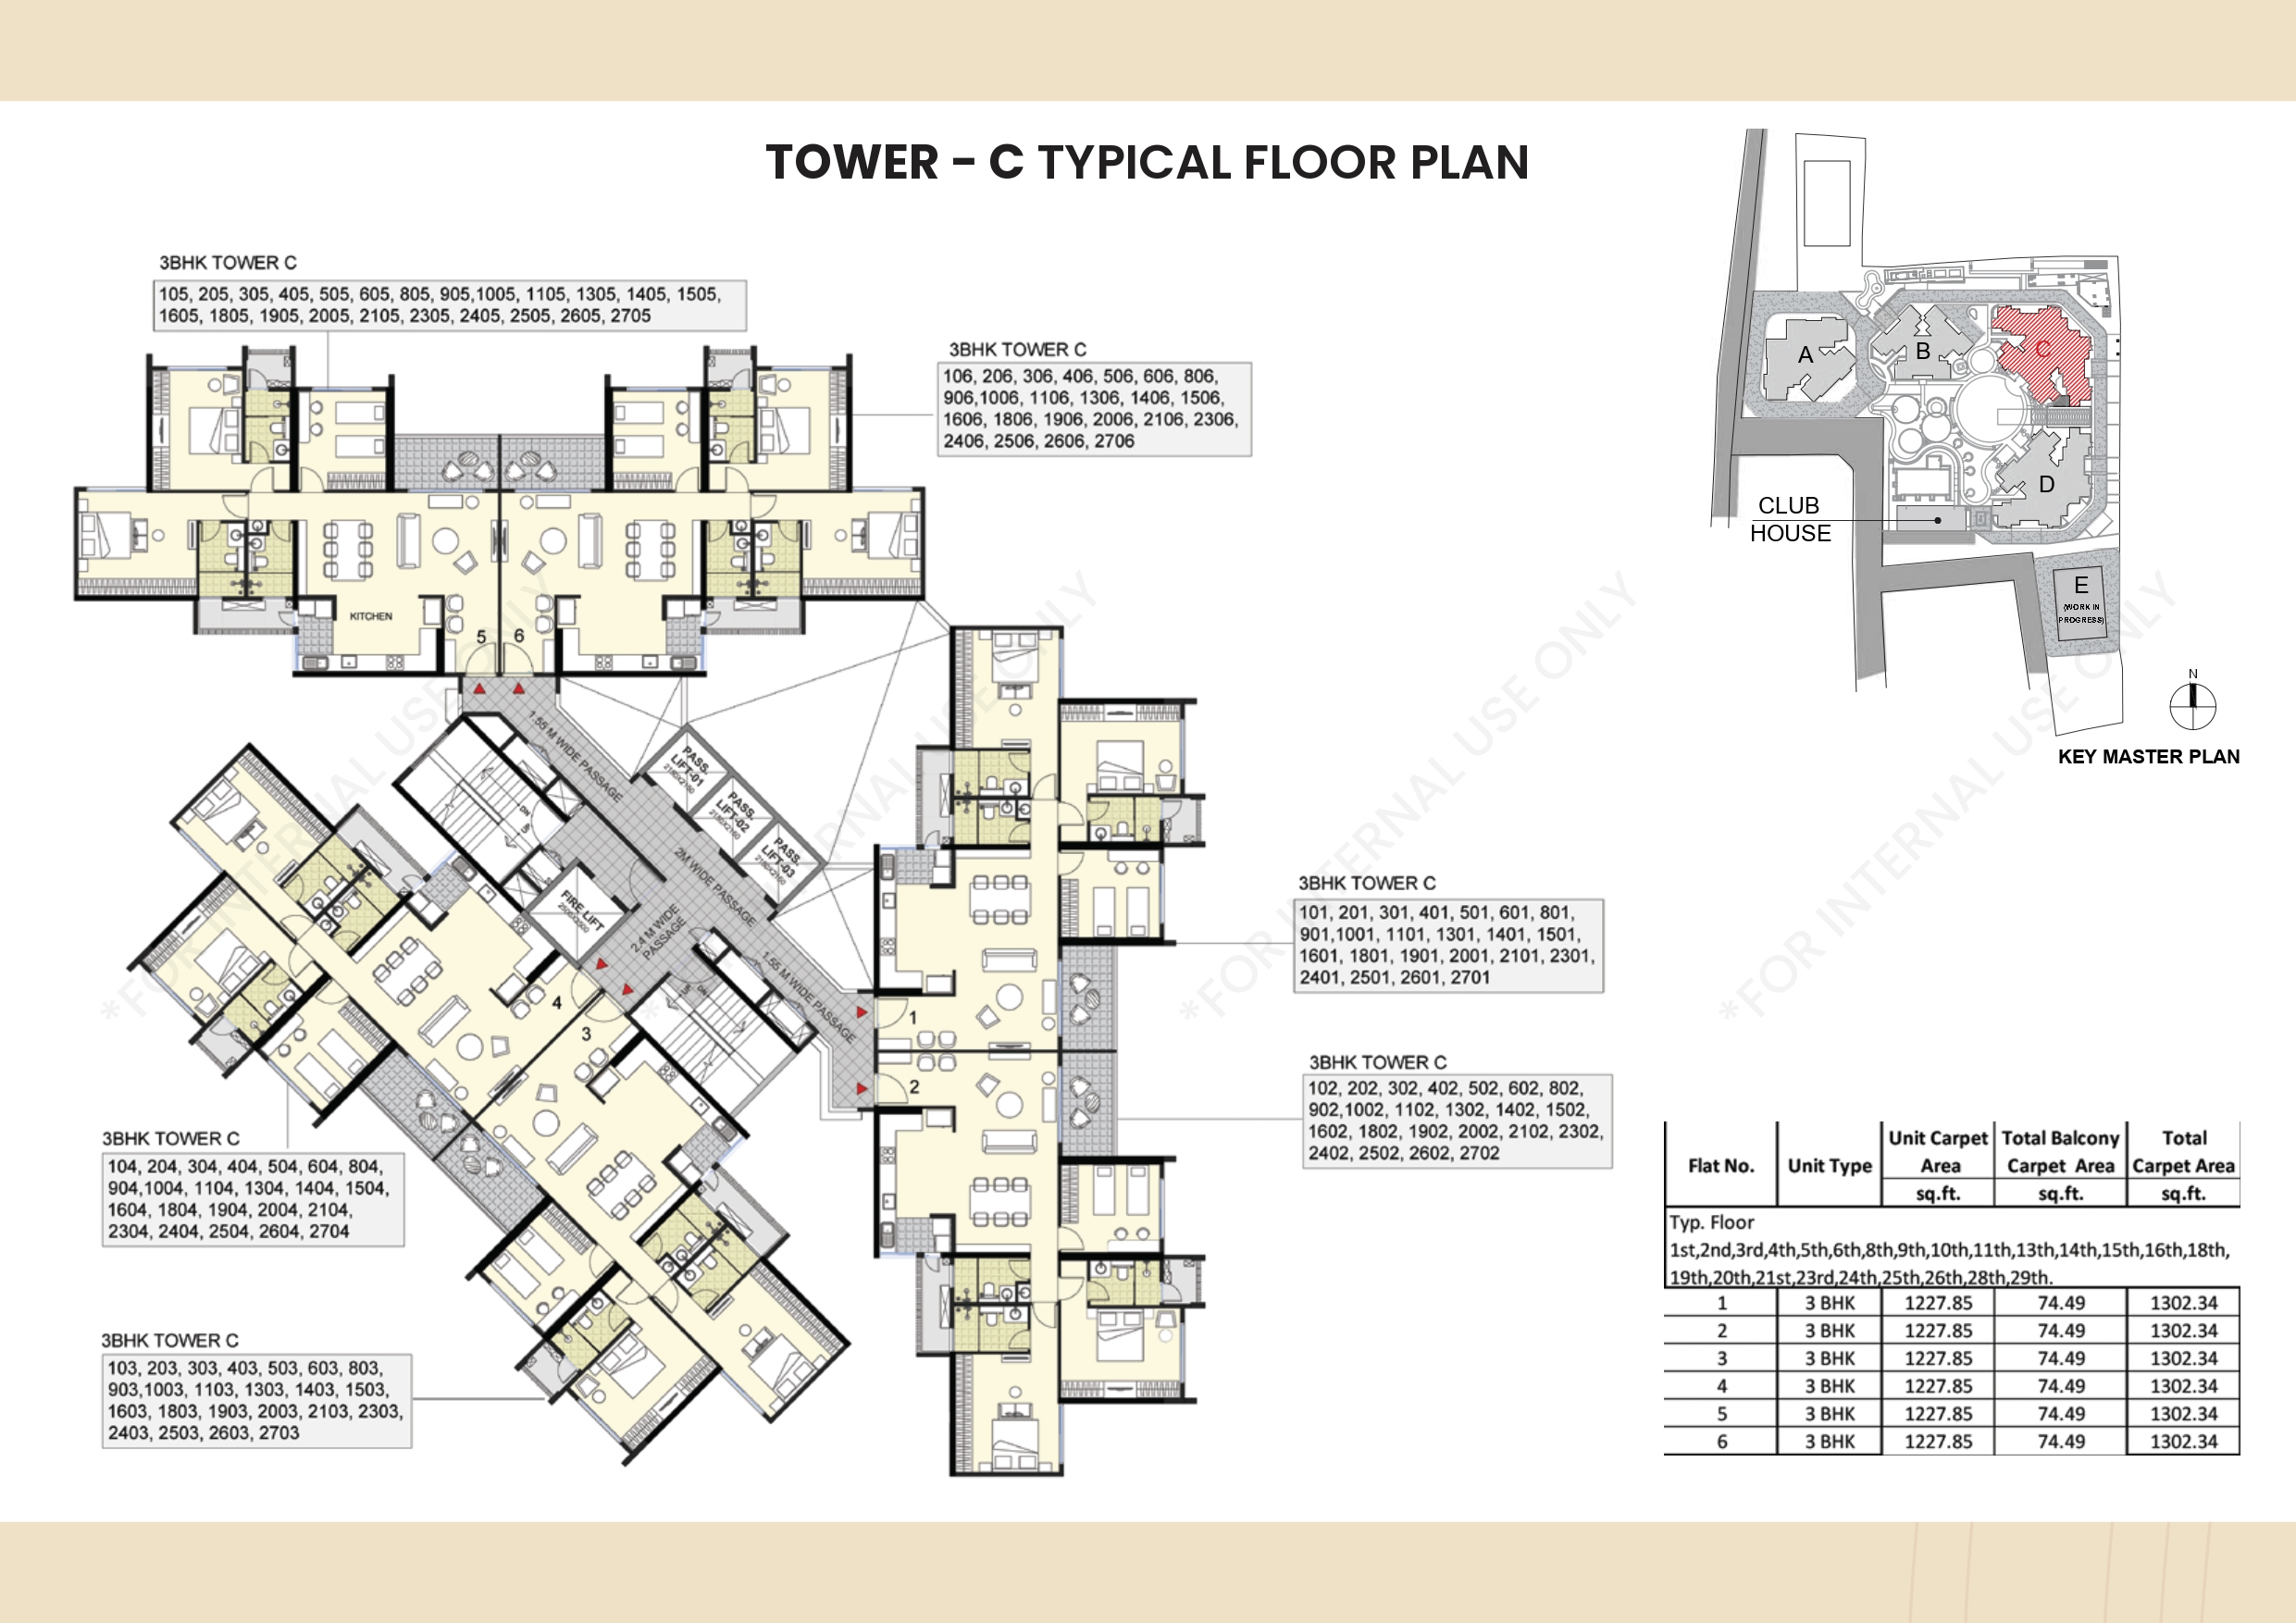 TOWER - C TYPICAL FLOOR PLAN
3BHK TOWER C
105, 205, 305, 405, 505, 605, 805, 905,1005, 1105, 1305, 1405, 1505,
1605, 1805, 1905, 2005, 2105, 2305, 2405, 2505, 2605, 2705
3BHK TOWER C
106, 206, 306, 406, 506, 606, 806,
906,1006, 1106, 1306, 1406, 1506,
1606, 1806, 1906, 2006, 2106, 2306,
2406, 2506, 2606, 2706
A
B
C
D
CLUB
HOUSE
E
(WORK IN
PROGRESS)
N
KEY MASTER PLAN
KITCHEN
5
6
1.55 M WIDE PASSAGE
PASS.
LIFT-01
2180X2160
PASS.
LIFT-02
2180X2160
PASS.
LIFT-03
2180X2160
2M WIDE PASSAGE
DN
UP
FIRE LIFT
2.4 M WIDE
PASSAGE
1.55 M WIDE PASSAGE
UP
DN
4
3
1
2
3BHK TOWER C
101, 201, 301, 401, 501, 601, 801,
901,1001, 1101, 1301, 1401, 1501,
1601, 1801, 1901, 2001, 2101, 2301,
2401, 2501, 2601, 2701
3BHK TOWER C
102, 202, 302, 402, 502, 602, 802,
902,1002, 1102, 1302, 1402, 1502,
1602, 1802, 1902, 2002, 2102, 2302,
2402, 2502, 2602, 2702
3BHK TOWER C
104, 204, 304, 404, 504, 604, 804,
904,1004, 1104, 1304, 1404, 1504,
1604, 1804, 1904, 2004, 2104,
2304, 2404, 2504, 2604, 2704
3BHK TOWER C
103, 203, 303, 403, 503, 603, 803,
903,1003, 1103, 1303, 1403, 1503,
1603, 1803, 1903, 2003, 2103, 2303,
2403, 2503, 2603, 2703
Flat No. Unit Type Unit Carpet Area Total Balcony Carpet Area Total Carpet Area
sq.ft. sq.ft. sq.ft.
Typ. Floor
1st,2nd,3rd,4th,5th,6th,8th,9th,10th,11th,13th,14th,15th,16th,18th,
19th,20th,21st,23rd,24th,25th,26th,28th,29th.
1 3 BHK 1227.85 74.49 1302.34
2 3 BHK 1227.85 74.49 1302.34
3 3 BHK 1227.85 74.49 1302.34
4 3 BHK 1227.85 74.49 1302.34
5 3 BHK 1227.85 74.49 1302.34
6 3 BHK 1227.85 74.49 1302.34
*FOR INTERNAL USE ONLY
*FOR INTERNAL USE ONLY
*FOR INTERNAL USE ONLY
*FOR INTERNAL USE ONLY